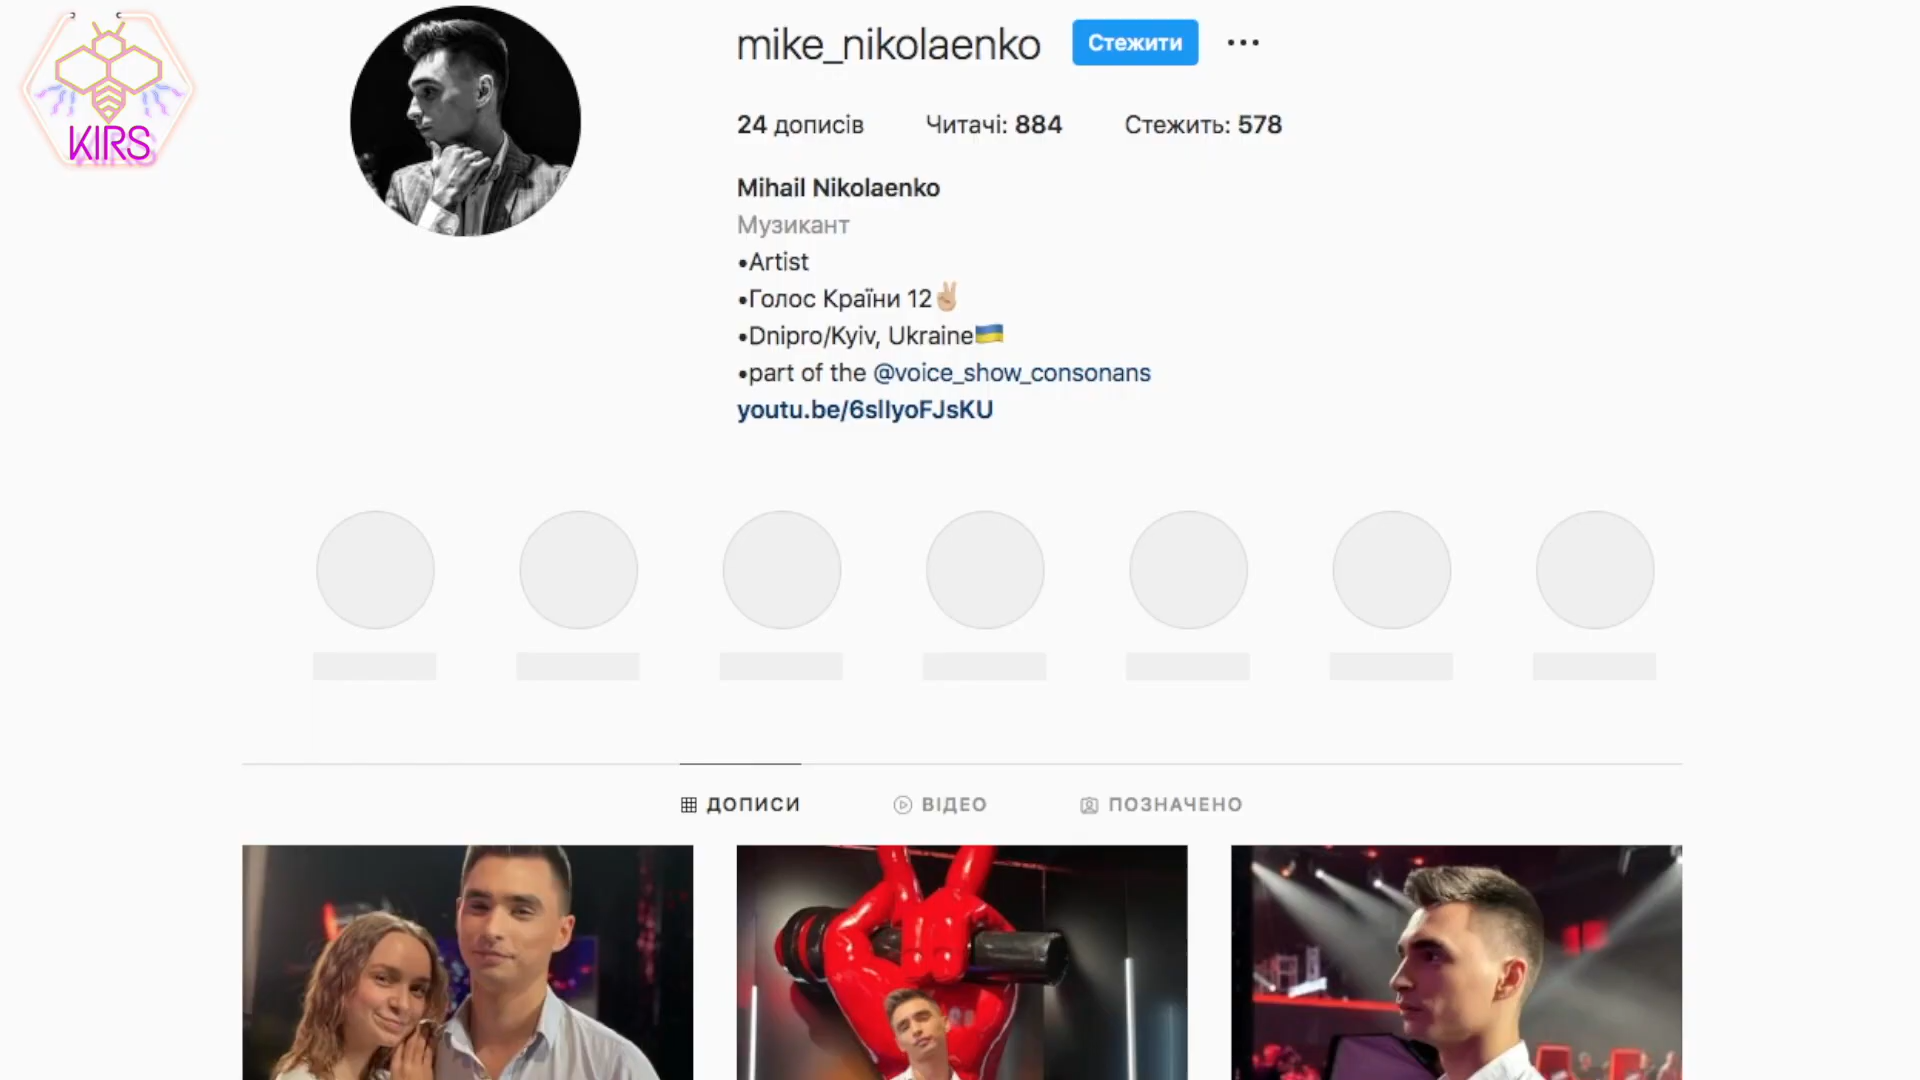 KIRS
mike_nikolaenko Стежити
24 дописів Читачі: 884 Стежить: 578
Mihail Nikolaenko
Музикант
•Artist
•Голос Країни 12✌🏼
•Dnipro/Kyiv, Ukraine🇺🇦
•part of the @voice_show_consonans
youtu.be/6slIyoFJsKU
ДОПИСИ ВІДЕО ПОЗНАЧЕНО